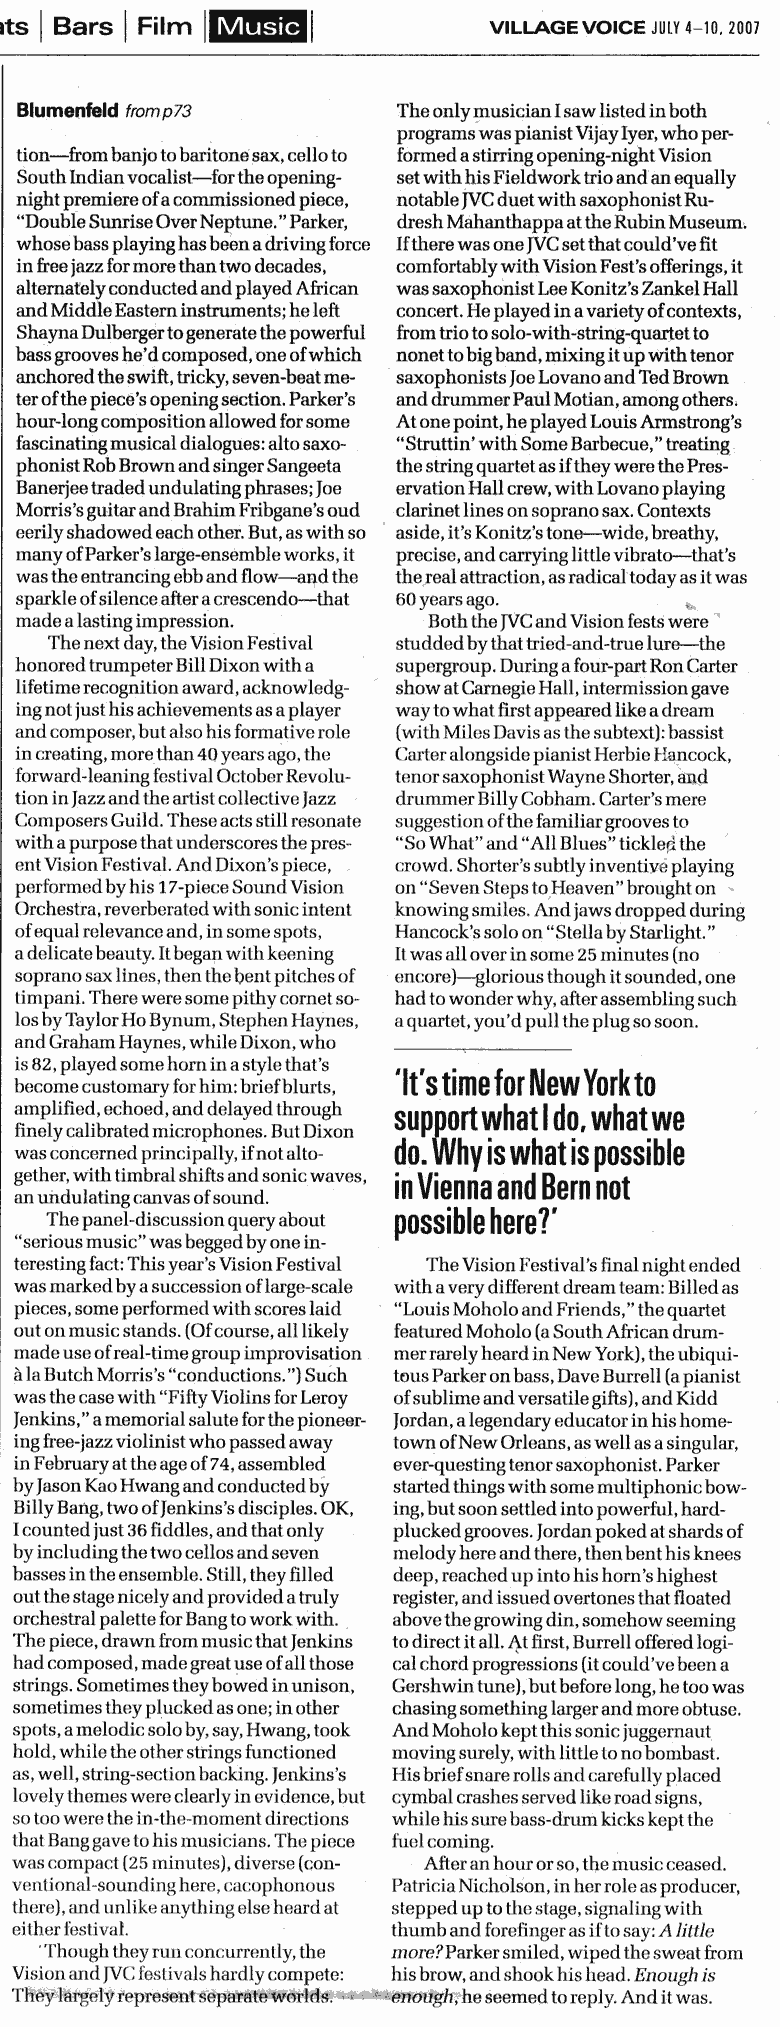 ats | Bars | Film | Music |
VILLAGE VOICE JULY 4–10, 2007
Blumenfeld from p73
tion—from banjo to baritone sax, cello to
South Indian vocalist—for the opening-
night premiere of a commissioned piece,
“Double Sunrise Over Neptune.” Parker,
whose bass playing has been a driving force
in free jazz for more than two decades,
alternately conducted and played African
and Middle Eastern instruments; he left
Shayna Dulberger to generate the powerful
bass grooves he’d composed, one of which
anchored the swift, tricky, seven-beat me-
ter of the piece’s opening section. Parker’s
hour-long composition allowed for some
fascinating musical dialogues: alto saxo-
phonist Rob Brown and singer Sangeeta
Banerjee traded undulating phrases; Joe
Morris’s guitar and Brahim Fribgane’s oud
eerily shadowed each other. But, as with so
many of Parker’s large-ensemble works, it
was the entrancing ebb and flow—and the
sparkle of silence after a crescendo—that
made a lasting impression.
The next day, the Vision Festival
honored trumpeter Bill Dixon with a
lifetime recognition award, acknowledg-
ing not just his achievements as a player
and composer, but also his formative role
in creating, more than 40 years ago, the
forward-leaning festival October Revolu-
tion in Jazz and the artist collective Jazz
Composers Guild. These acts still resonate
with a purpose that underscores the pres-
ent Vision Festival. And Dixon’s piece,
performed by his 17-piece Sound Vision
Orchestra, reverberated with sonic intent
of equal relevance and, in some spots,
a delicate beauty. It began with keening
soprano sax lines, then the bent pitches of
timpani. There were some pithy cornet so-
los by Taylor Ho Bynum, Stephen Haynes,
and Graham Haynes, while Dixon, who
is 82, played some horn in a style that’s
become customary for him: brief blurts,
amplified, echoed, and delayed through
finely calibrated microphones. But Dixon
was concerned principally, if not alto-
gether, with timbral shifts and sonic waves,
an undulating canvas of sound.
The panel-discussion query about
“serious music” was begged by one in-
teresting fact: This year’s Vision Festival
was marked by a succession of large-scale
pieces, some performed with scores laid
out on music stands. (Of course, all likely
made use of real-time group improvisation
à la Butch Morris’s “conductions.”) Such
was the case with “Fifty Violins for Leroy
Jenkins,” a memorial salute for the pioneer-
ing free-jazz violinist who passed away
in February at the age of 74, assembled
by Jason Kao Hwang and conducted by
Billy Bang, two of Jenkins’s disciples. OK,
I counted just 36 fiddles, and that only
by including the two cellos and seven
basses in the ensemble. Still, they filled
out the stage nicely and provided a truly
orchestral palette for Bang to work with.
The piece, drawn from music that Jenkins
had composed, made great use of all those
strings. Sometimes they bowed in unison,
sometimes they plucked as one; in other
spots, a melodic solo by, say, Hwang, took
hold, while the other strings functioned
as, well, string-section backing. Jenkins’s
lovely themes were clearly in evidence, but
so too were the in-the-moment directions
that Bang gave to his musicians. The piece
was compact (25 minutes), diverse (con-
ventional-sounding here, cacophonous
there), and unlike anything else heard at
either festival.
Though they run concurrently, the
Vision and JVC festivals hardly compete:
They largely represent separate worlds.
The only musician I saw listed in both
programs was pianist Vijay Iyer, who per-
formed a stirring opening-night Vision
set with his Fieldwork trio and an equally
notable JVC duet with saxophonist Ru-
dresh Mahanthappa at the Rubin Museum.
If there was one JVC set that could’ve fit
comfortably with Vision Fest’s offerings, it
was saxophonist Lee Konitz’s Zankel Hall
concert. He played in a variety of contexts,
from trio to solo-with-string-quartet to
nonet to big band, mixing it up with tenor
saxophonists Joe Lovano and Ted Brown
and drummer Paul Motian, among others.
At one point, he played Louis Armstrong’s
“Struttin’ with Some Barbecue,” treating
the string quartet as if they were the Pres-
ervation Hall crew, with Lovano playing
clarinet lines on soprano sax. Contexts
aside, it’s Konitz’s tone—wide, breathy,
precise, and carrying little vibrato—that’s
the real attraction, as radical today as it was
60 years ago.
Both the JVC and Vision fests were
studded by that tried-and-true lure—the
supergroup. During a four-part Ron Carter
show at Carnegie Hall, intermission gave
way to what first appeared like a dream
(with Miles Davis as the subtext): bassist
Carter alongside pianist Herbie Hancock,
tenor saxophonist Wayne Shorter, and
drummer Billy Cobham. Carter’s mere
suggestion of the familiar grooves to
“So What” and “All Blues” tickled the
crowd. Shorter’s subtly inventive playing
on “Seven Steps to Heaven” brought on
knowing smiles. And jaws dropped during
Hancock’s solo on “Stella by Starlight.”
It was all over in some 25 minutes (no
encore)—glorious though it sounded, one
had to wonder why, after assembling such
a quartet, you’d pull the plug so soon.
‘It’s time for New York to
support what I do, what we
do. Why is what is possible
in Vienna and Bern not
possible here?’
The Vision Festival’s final night ended
with a very different dream team: Billed as
“Louis Moholo and Friends,” the quartet
featured Moholo (a South African drum-
mer rarely heard in New York), the ubiqui-
tous Parker on bass, Dave Burrell (a pianist
of sublime and versatile gifts), and Kidd
Jordan, a legendary educator in his home-
town of New Orleans, as well as a singular,
ever-questing tenor saxophonist. Parker
started things with some multiphonic bow-
ing, but soon settled into powerful, hard-
plucked grooves. Jordan poked at shards of
melody here and there, then bent his knees
deep, reached up into his horn’s highest
register, and issued overtones that floated
above the growing din, somehow seeming
to direct it all. At first, Burrell offered logi-
cal chord progressions (it could’ve been a
Gershwin tune), but before long, he too was
chasing something larger and more obtuse.
And Moholo kept this sonic juggernaut
moving surely, with little to no bombast.
His brief snare rolls and carefully placed
cymbal crashes served like road signs,
while his sure bass-drum kicks kept the
fuel coming.
After an hour or so, the music ceased.
Patricia Nicholson, in her role as producer,
stepped up to the stage, signaling with
thumb and forefinger as if to say: A little
more? Parker smiled, wiped the sweat from
his brow, and shook his head. Enough is
enough, he seemed to reply. And it was.